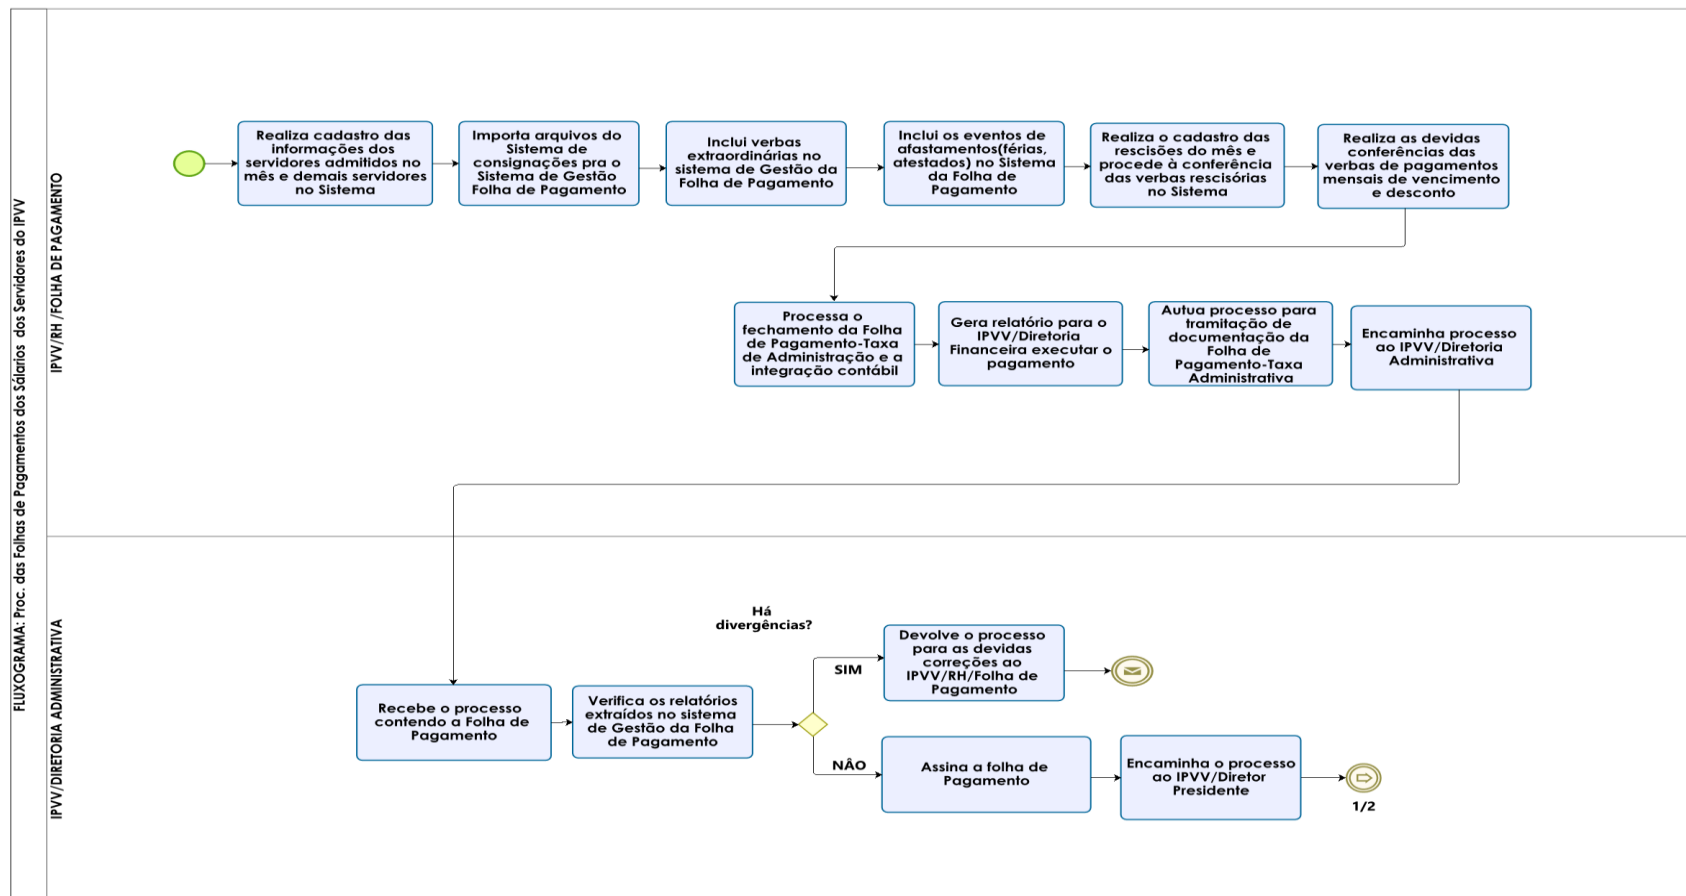 FLUXOGRAMA: Proc. das Folhas de Pagamentos dos Sálarios  dos Servidores do IPVV
IPVV/RH /FOLHA DE PAGAMENTO
Realiza cadastro das
informações dos
servidores admitidos no
mês e demais servidores
no Sistema
Importa arquivos do
Sistema de
consignações pra o
Sistema de Gestão
Folha de Pagamento
Inclui verbas
extraordinárias no
sistema de Gestão da
Folha de Pagamento
Inclui os eventos de
afastamentos(férias,
atestados) no Sistema
da Folha de
Pagamento
Realiza o cadastro das
rescisões do mês e
procede à conferência
das verbas rescisórias
no Sistema
Realiza as devidas
conferências das
verbas de pagamentos
mensais de vencimento
e desconto
Processa o
fechamento da Folha
de Pagamento-Taxa
de Administração e a
integração contábil
Gera relatório para o
IPVV/Diretoria
Financeira executar o
pagamento
Autua processo para
tramitação de
documentação da
Folha de
Pagamento-Taxa
Administrativa
Encaminha processo
ao IPVV/Diretoria
Administrativa
IPVV/DIRETORIA ADMINISTRATIVA
Recebe o processo
contendo a Folha de
Pagamento
Verifica os relatórios
extraídos no sistema
de Gestão da Folha
de Pagamento
Há
divergências?
SIM
Devolve o processo
para as devidas
correções ao
IPVV/RH/Folha de
Pagamento
NÂO
Assina a folha de
Pagamento
Encaminha o processo
ao IPVV/Diretor
Presidente
1/2